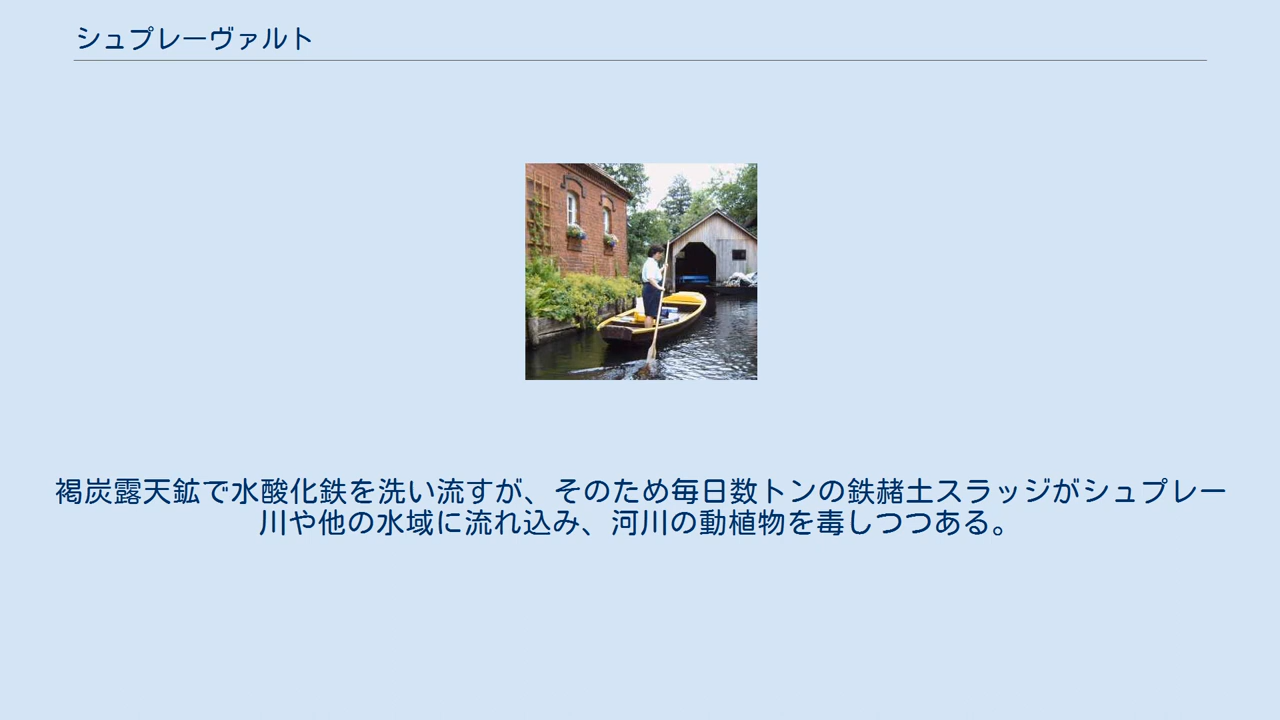 シュプレーヴァルト
褐炭露天鉱で水酸化鉄を洗い流すが、そのため毎日数トンの鉄赭土スラッジがシュプレー
川や他の水域に流れ込み、河川の動植物を毒しつつある。